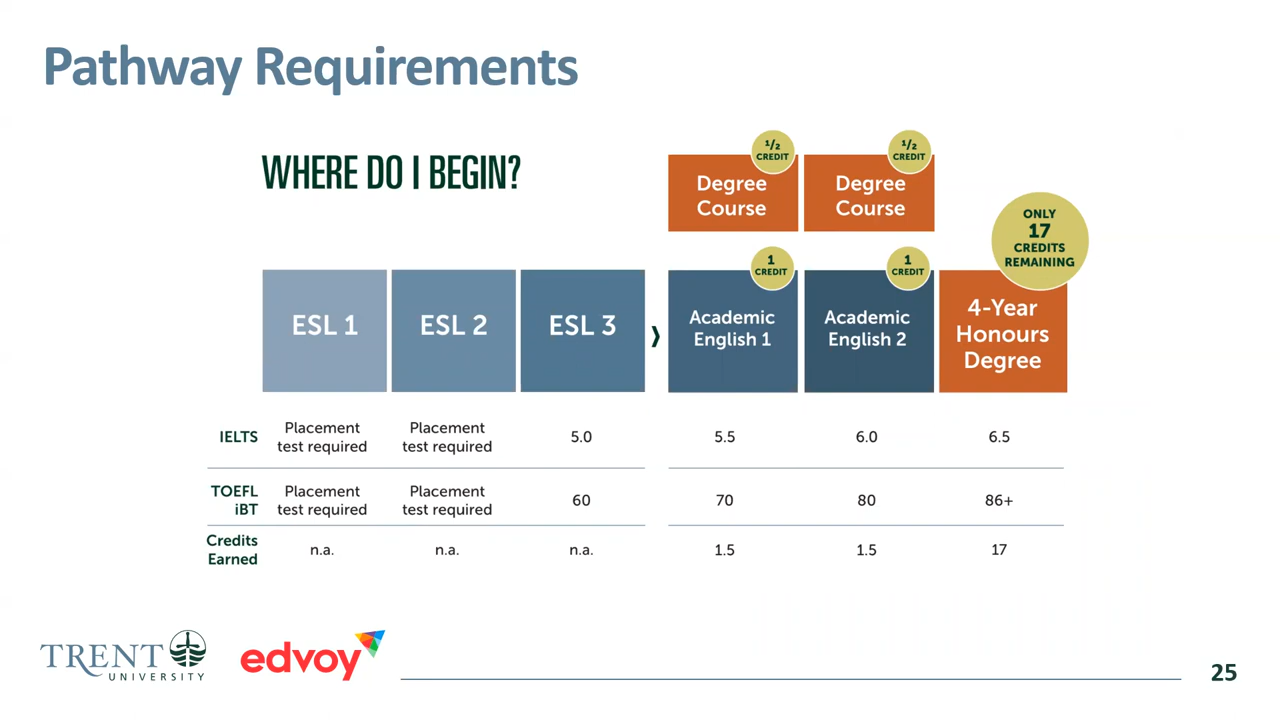 Pathway Requirements
WHERE DO I BEGIN?
1/2
CREDIT
Degree
Course
1/2
CREDIT
Degree
Course
ONLY
17
CREDITS
REMAINING
ESL 1
ESL 2
ESL 3
1
CREDIT
Academic
English 1
1
CREDIT
Academic
English 2
4-Year
Honours
Degree
IELTS
Placement
test required
Placement
test required
5.0
5.5
6.0
6.5
TOEFL
iBT
Placement
test required
Placement
test required
60
70
80
86+
Credits
Earned
n.a.
n.a.
n.a.
1.5
1.5
17
TRENT
UNIVERSITY
edvoy
25